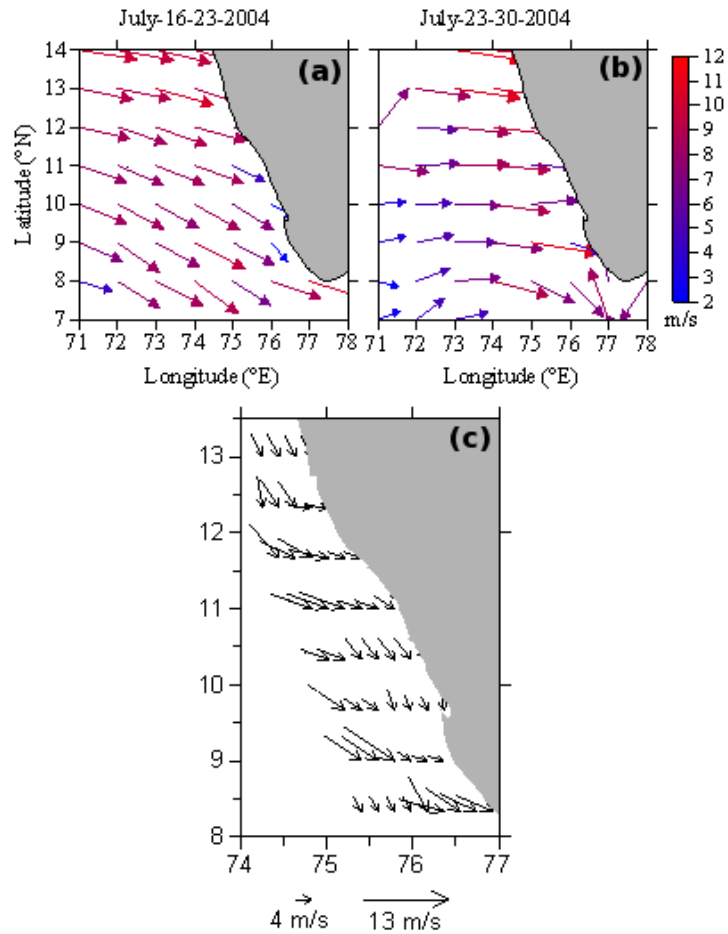 July-16-23-2004
July-23-30-2004
(a)
(b)
14
13
12
11
10
9
8
7
Latitude (°N)
71 72 73 74 75 76 77 78
71 72 73 74 75 76 77 78
Longitude (°E)
Longitude (°E)
12
11
10
9
8
7
6
5
4
3
2
m/s
(c)
13
12
11
10
9
8
74 75 76 77
4 m/s 13 m/s